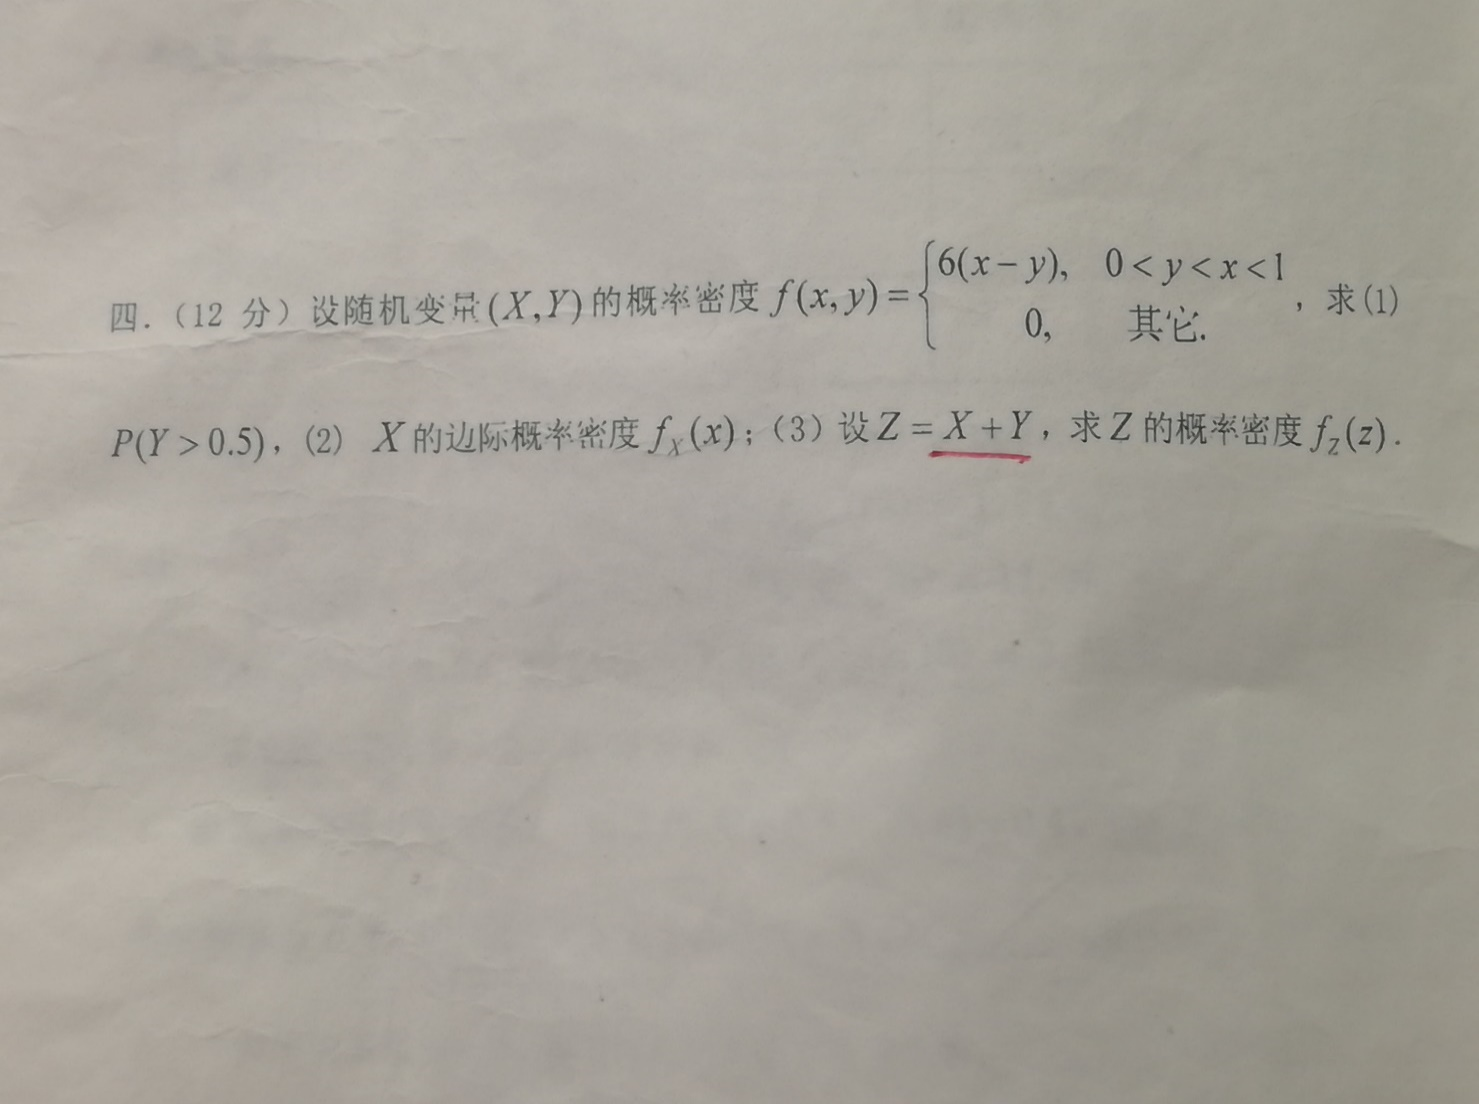 四.（12 分）设随机变量(X,Y)的概率密度 f(x,y)={6(x−y), 0<y<x<1
0, 其它. ，求(1)
P(Y>0.5)，(2) X 的边际概率密度 f_X(x)；(3) 设 Z=X+Y，求 Z 的概率密度 f_Z(z).